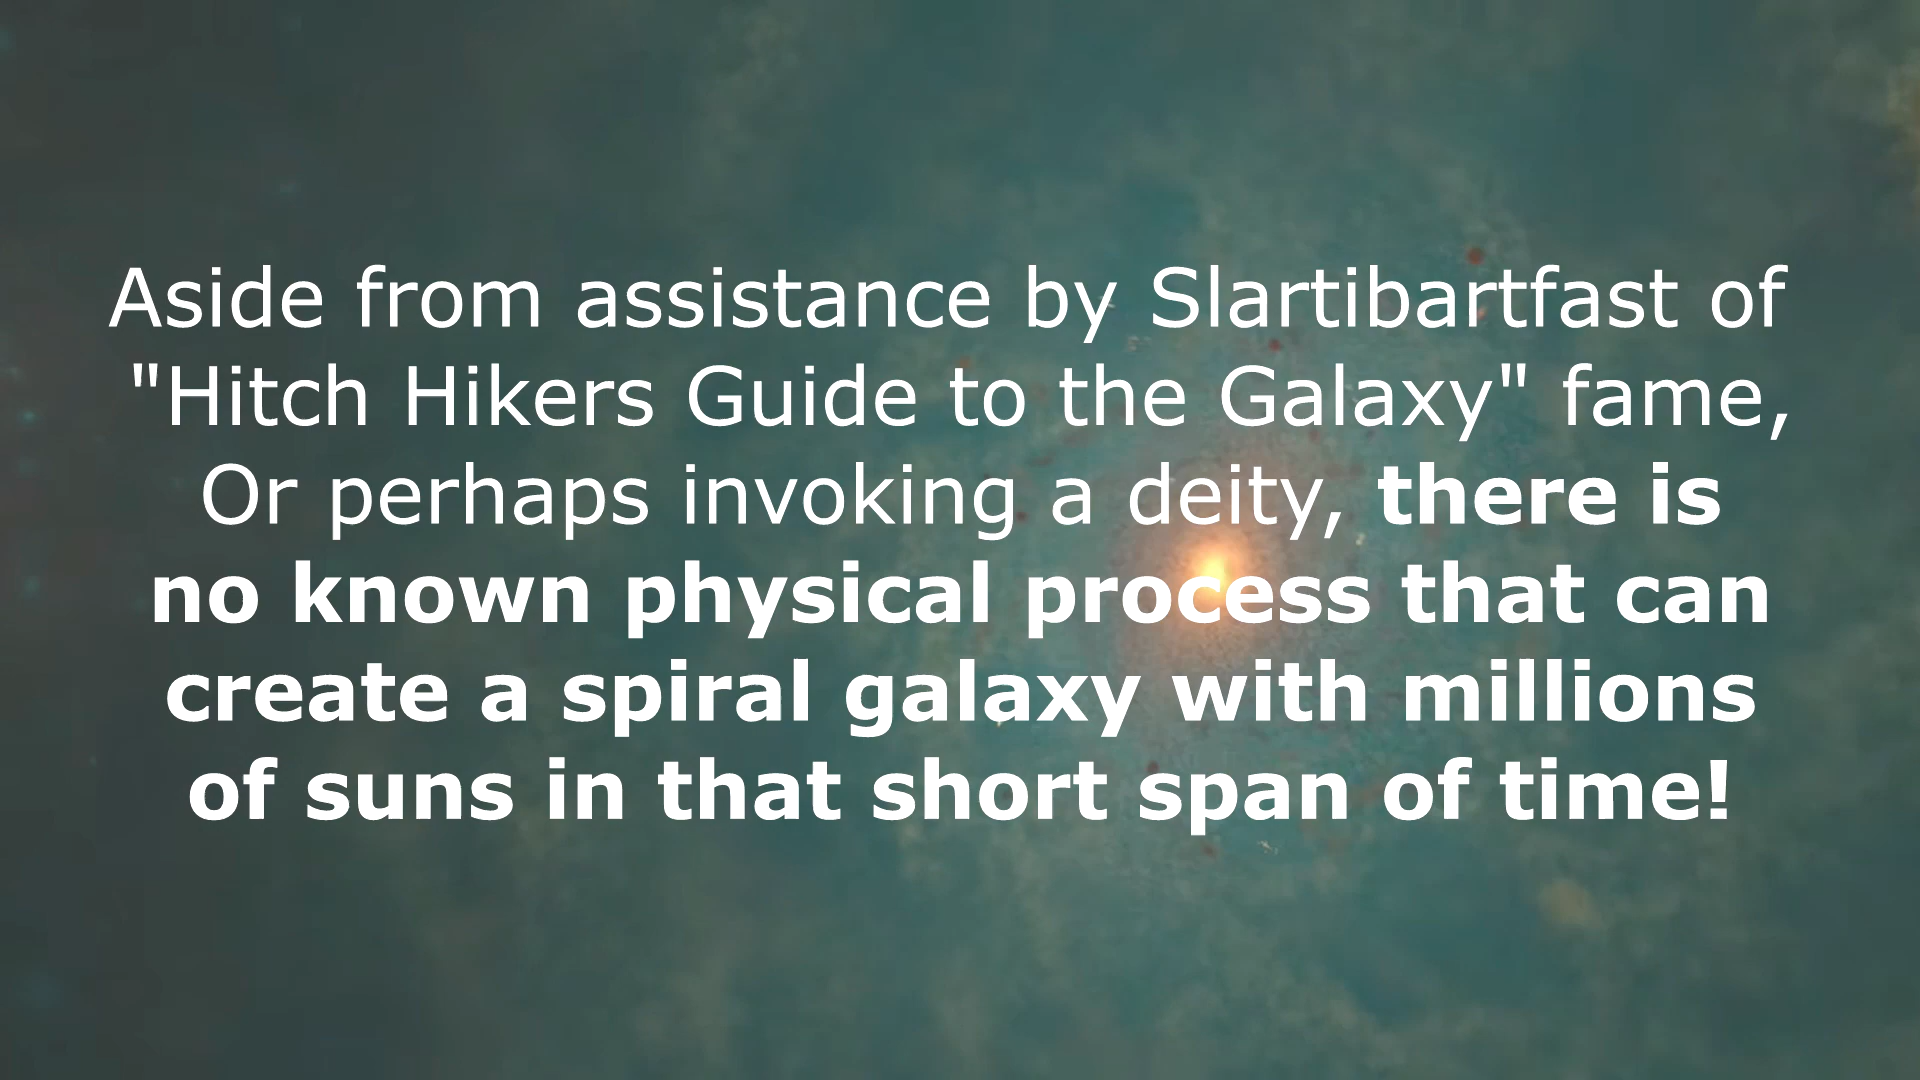 Aside from assistance by Slartibartfast of
"Hitch Hikers Guide to the Galaxy" fame,
Or perhaps invoking a deity, there is
no known physical process that can
create a spiral galaxy with millions
of suns in that short span of time!